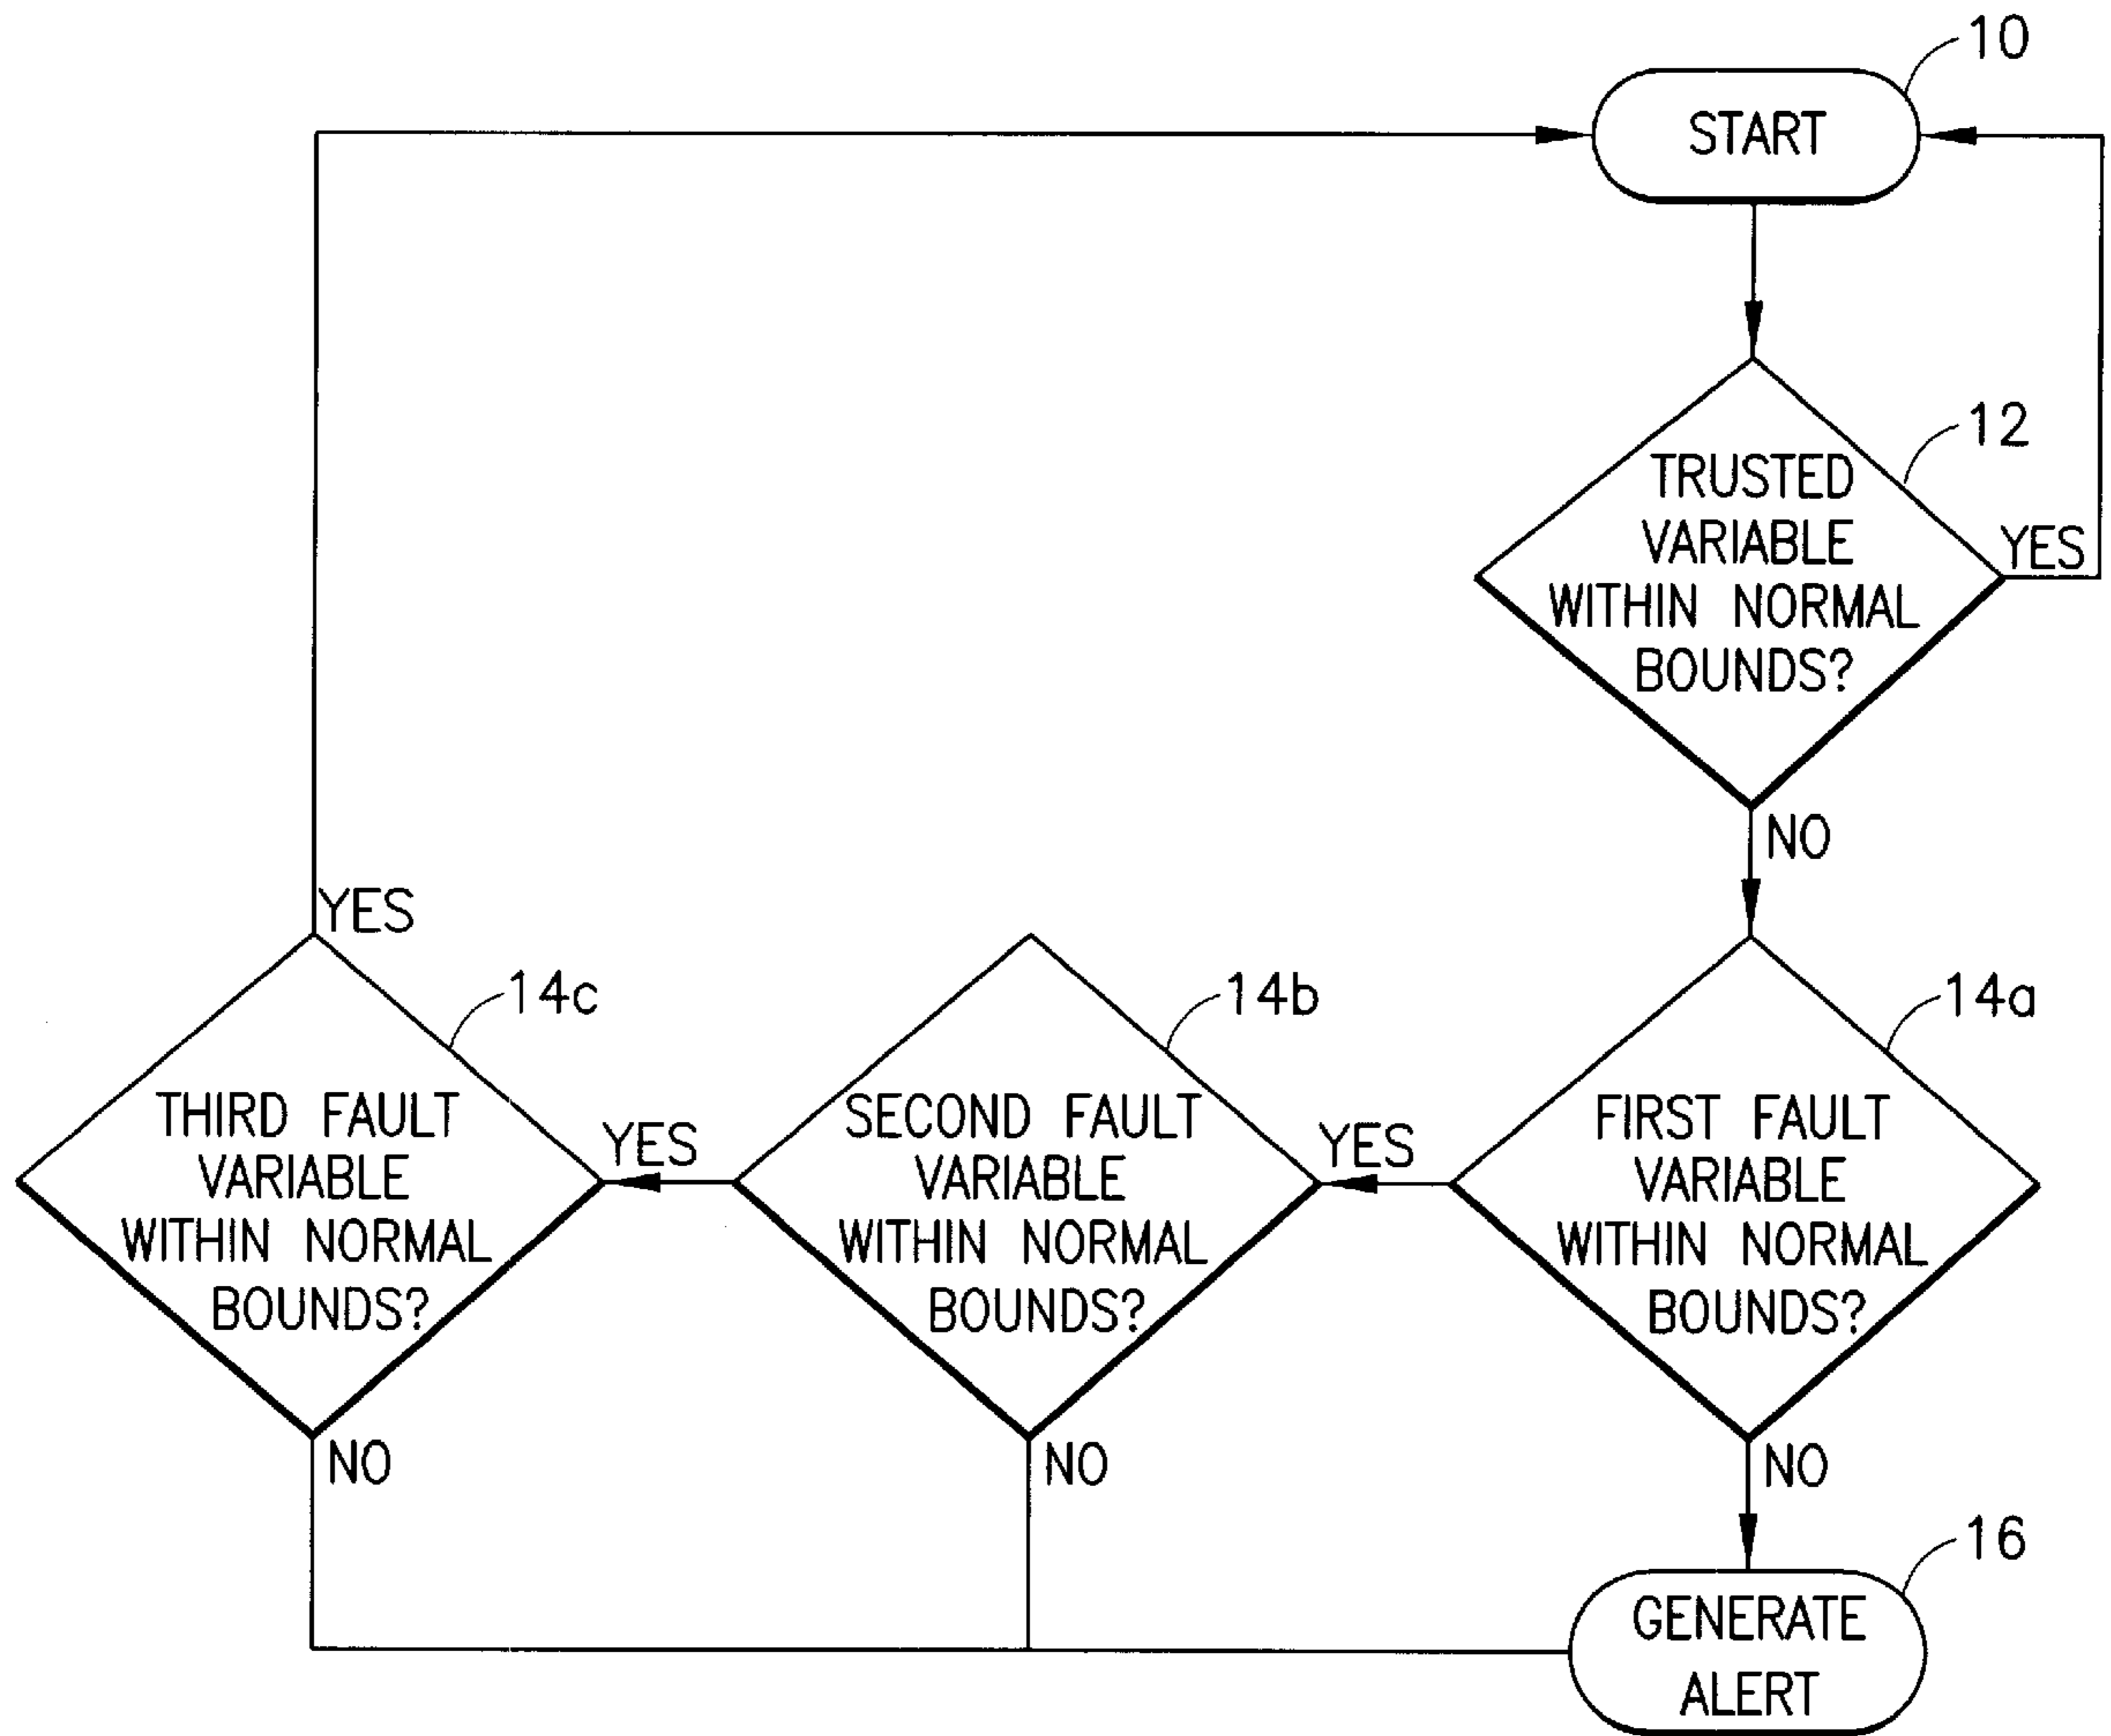 10
START
12
TRUSTED
VARIABLE
WITHIN NORMAL
BOUNDS?
YES
NO
YES
14c
THIRD FAULT
VARIABLE
WITHIN NORMAL
BOUNDS?
NO
YES
14b
SECOND FAULT
VARIABLE
WITHIN NORMAL
BOUNDS?
NO
YES
14a
FIRST FAULT
VARIABLE
WITHIN NORMAL
BOUNDS?
NO
16
GENERATE
ALERT